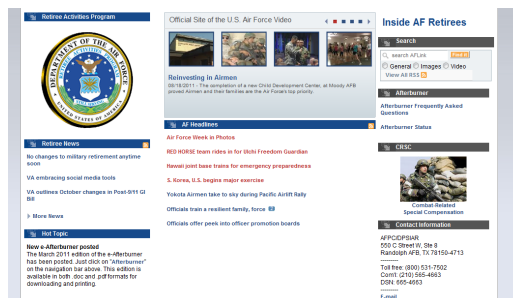 Retiree Activities Program
DEPARTMENT OF THE AIR FORCE
UNITED STATES OF AMERICA
Retiree News
No changes to military retirement anytime
soon
VA embracing social media tools
VA outlines October changes in Post-9/11 GI
Bill
More News
Hot Topic
New e-Afterburner posted
The March 2011 edition of the e-Afterburner
has been posted. Just click on "Afterburner"
on the navigation bar above. This edition is
available in both .doc and .pdf formats for
downloading and printing.
Official Site of the U.S. Air Force Video
Reinvesting in Airmen
08/18/2011 - The completion of a new Child Development Center, at Moody AFB
proved Airmen and their families are the Air Force's top priority.
AF Headlines
Air Force Week in Photos
RED HORSE team rides in for Ulchi Freedom Guardian
Hawaii joint base trains for emergency preparedness
S. Korea, U.S. begins major exercise
Yokota Airmen take to sky during Pacific Airlift Rally
Officials train a resilient family, force
Officials offer peek into officer promotion boards
Inside AF Retirees
Search
search AFLink
General Images Video
View All RSS
Afterburner
Afterburner Frequently Asked
Questions
Afterburner Status
CRSC
Combat-Related
Special Compensation
Contact Information
AFPC/DPSIAR
550 C Street W, Ste 8
Randolph AFB, TX 78150-4713
----------
Toll free: (800) 531-7502
Com'l: (210) 565-4663
DSN: 665-4663
----------
E-mail